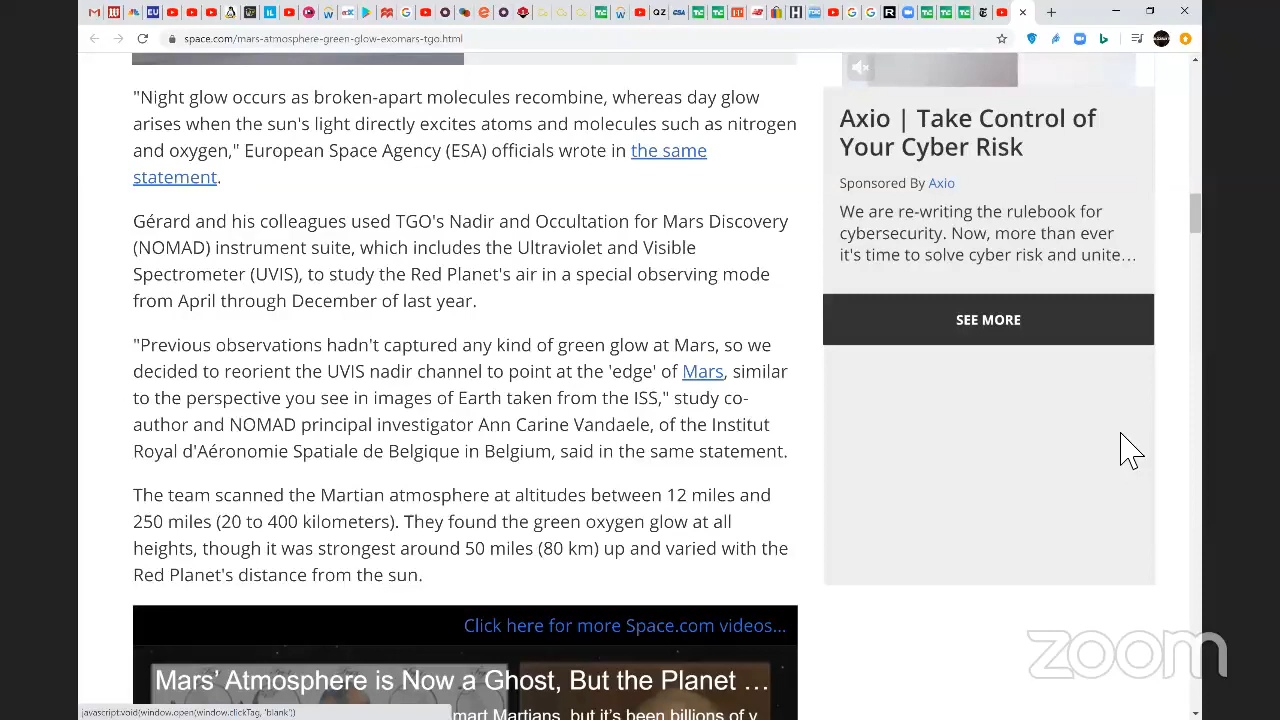 space.com/mars-atmosphere-green-glow-exomars-tgo.html
"Night glow occurs as broken-apart molecules recombine, whereas day glow
arises when the sun's light directly excites atoms and molecules such as nitrogen
and oxygen," European Space Agency (ESA) officials wrote in the same
statement.
Gérard and his colleagues used TGO's Nadir and Occultation for Mars Discovery
(NOMAD) instrument suite, which includes the Ultraviolet and Visible
Spectrometer (UVIS), to study the Red Planet's air in a special observing mode
from April through December of last year.
"Previous observations hadn't captured any kind of green glow at Mars, so we
decided to reorient the UVIS nadir channel to point at the 'edge' of Mars, similar
to the perspective you see in images of Earth taken from the ISS," study co-
author and NOMAD principal investigator Ann Carine Vandaele, of the Institut
Royal d'Aéronomie Spatiale de Belgique in Belgium, said in the same statement.
The team scanned the Martian atmosphere at altitudes between 12 miles and
250 miles (20 to 400 kilometers). They found the green oxygen glow at all
heights, though it was strongest around 50 miles (80 km) up and varied with the
Red Planet's distance from the sun.
Click here for more Space.com videos...
Mars' Atmosphere is Now a Ghost, But the Planet ...
mart Martians, but it's been billions of y
javascript:void(window.open(window.clickTag, 'blank'))
Axio | Take Control of
Your Cyber Risk
Sponsored By Axio
We are re-writing the rulebook for
cybersecurity. Now, more than ever
it's time to solve cyber risk and unite…
SEE MORE
zoom